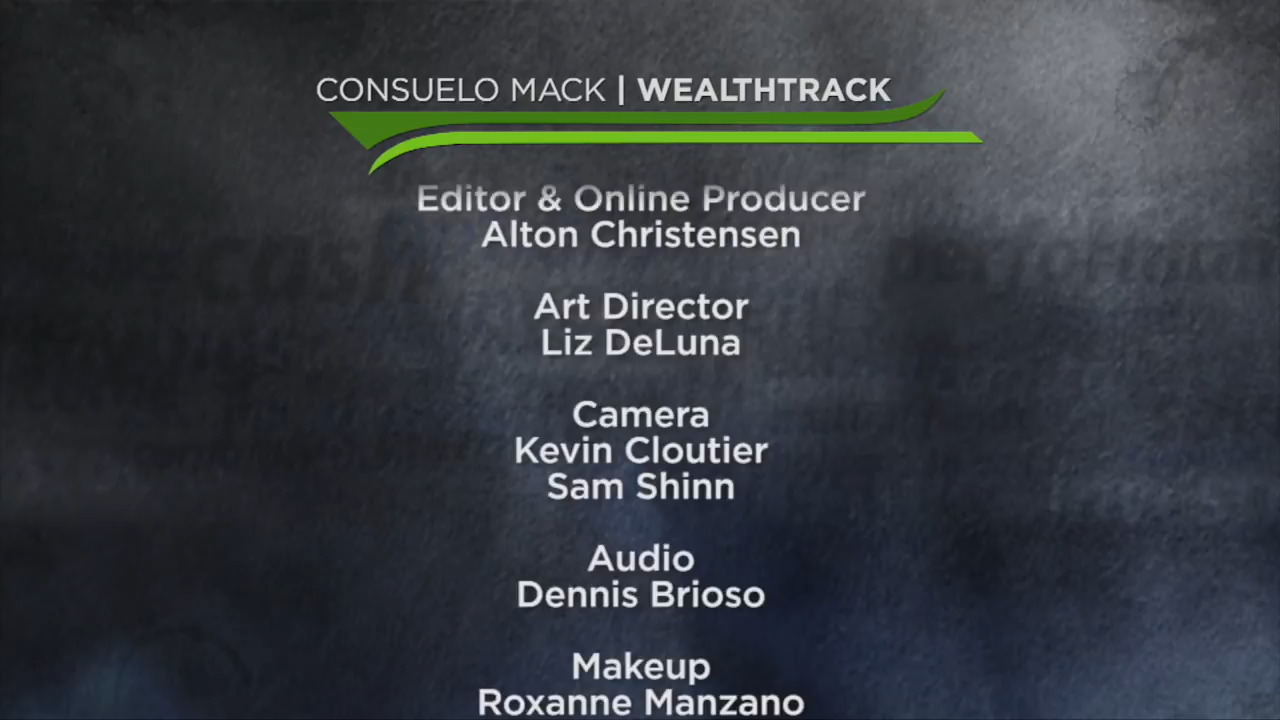 CONSUELO MACK | WEALTHTRACK
Editor & Online Producer
Alton Christensen
Art Director
Liz DeLuna
Camera
Kevin Cloutier
Sam Shinn
Audio
Dennis Brioso
Makeup
Roxanne Manzano